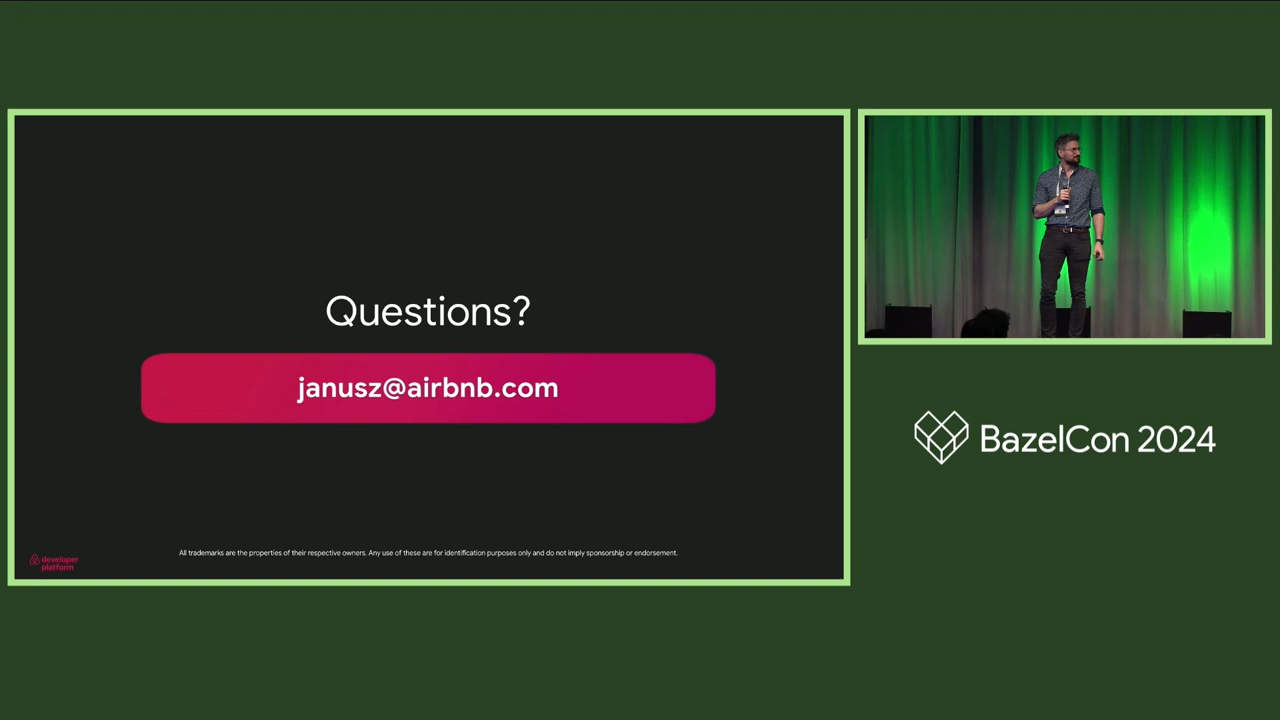 Questions?
janusz@airbnb.com
All trademarks are the properties of their respective owners. Any use of these are for identification purposes only and do not imply sponsorship or endorsement.
developer
platform
BazelCon 2024